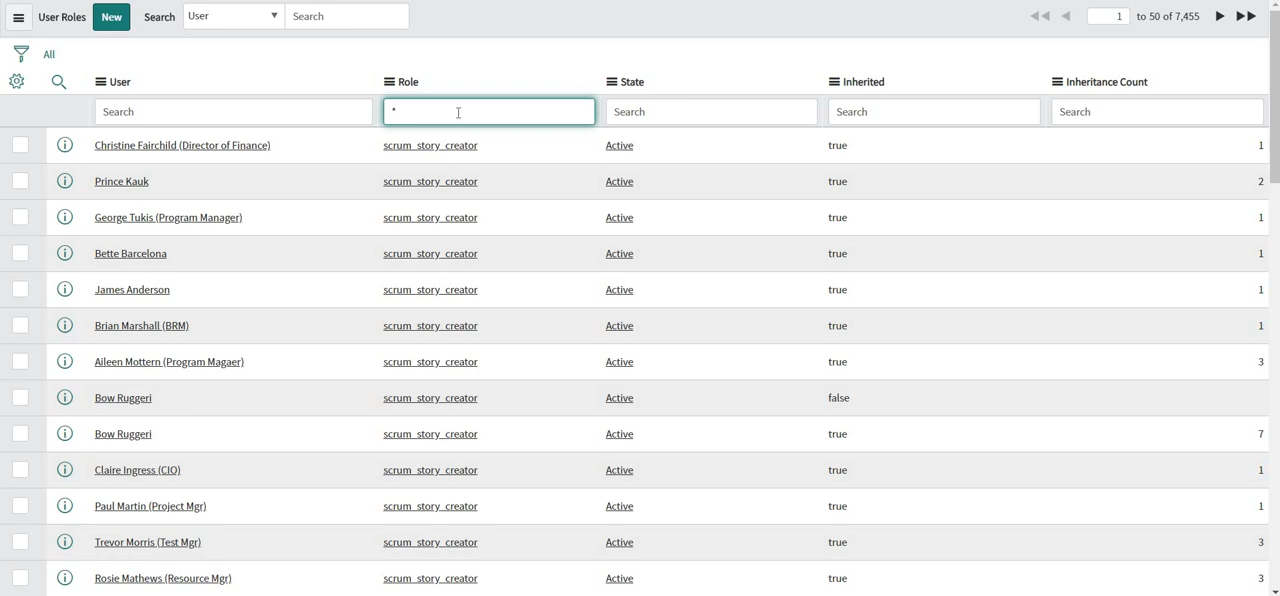 User Roles New Search User Search 1 to 50 of 7,455
All
User Role State Inherited Inheritance Count
Search * Search Search Search
Christine Fairchild (Director of Finance) scrum_story_creator Active true 1
Prince Kauk scrum_story_creator Active true 2
George Tukis (Program Manager) scrum_story_creator Active true 1
Bette Barcelona scrum_story_creator Active true 1
James Anderson scrum_story_creator Active true 1
Brian Marshall (BRM) scrum_story_creator Active true 1
Aileen Mottern (Program Magaer) scrum_story_creator Active true 3
Bow Ruggeri scrum_story_creator Active false
Bow Ruggeri scrum_story_creator Active true 7
Claire Ingress (CIO) scrum_story_creator Active true 1
Paul Martin (Project Mgr) scrum_story_creator Active true 1
Trevor Morris (Test Mgr) scrum_story_creator Active true 3
Rosie Mathews (Resource Mgr) scrum_story_creator Active true 3